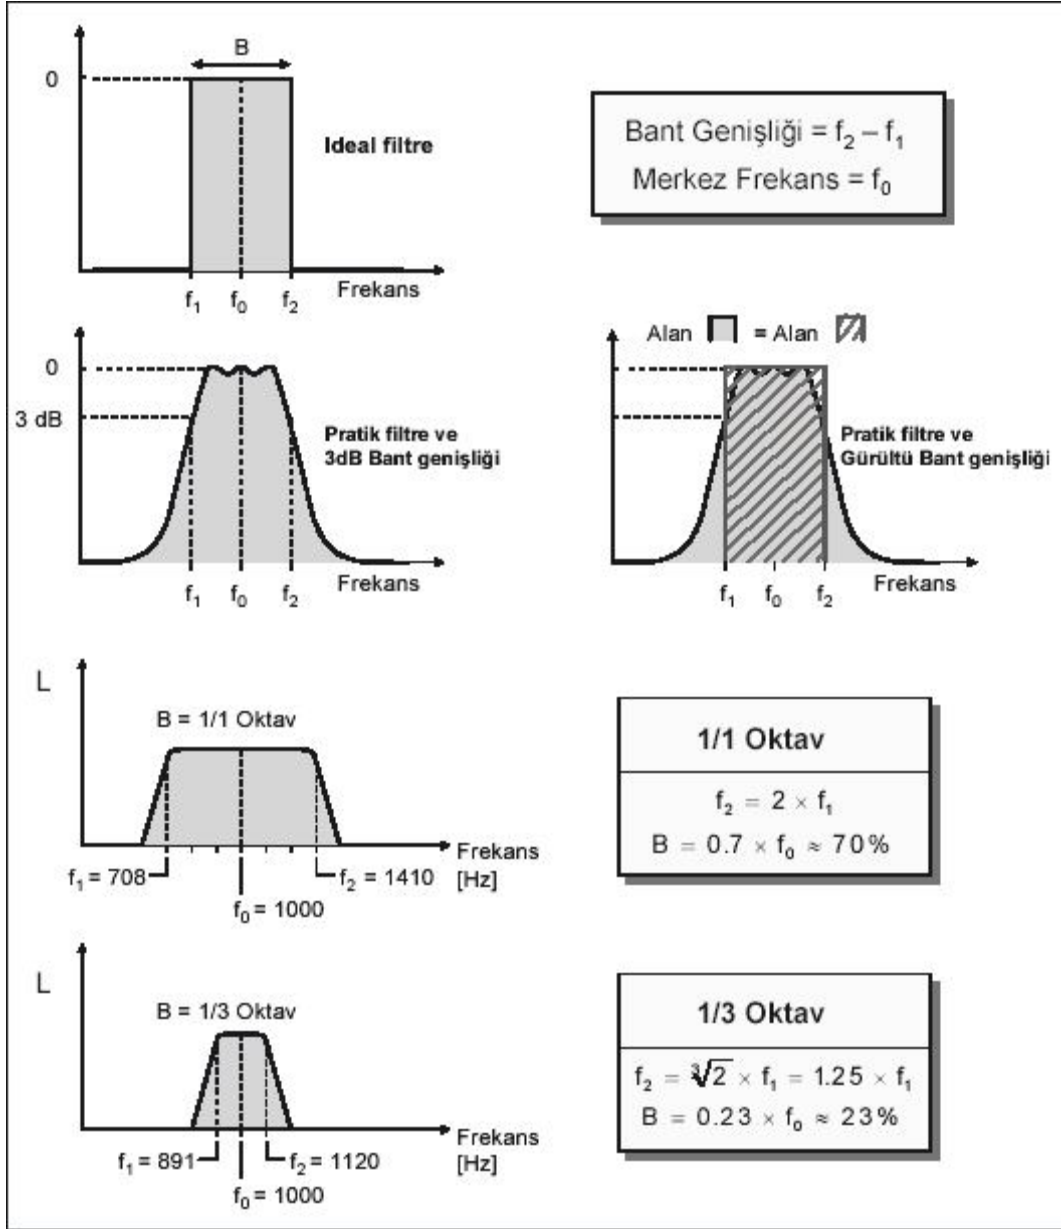 B
0
Ideal filtre
f₁ f₀ f₂
Frekans
Bant Genişliği = f₂ – f₁
Merkez Frekans = f₀
0
3 dB
Pratik filtre ve
3dB Bant genişliği
f₁ f₀ f₂
Frekans
Alan = Alan
Pratik filtre ve
Gürültü Bant genişliği
f₁ f₀ f₂
Frekans
L
B = 1/1 Oktav
Frekans
[Hz]
f₁ = 708
f₂ = 1410
f₀ = 1000
1/1 Oktav
f₂ = 2 × f₁
B = 0.7 × f₀ ≈ 70%
L
B = 1/3 Oktav
Frekans
[Hz]
f₁ = 891
f₂ = 1120
f₀ = 1000
1/3 Oktav
f₂ = ∛2 × f₁ = 1.25 × f₁
B = 0.23 × f₀ ≈ 23%